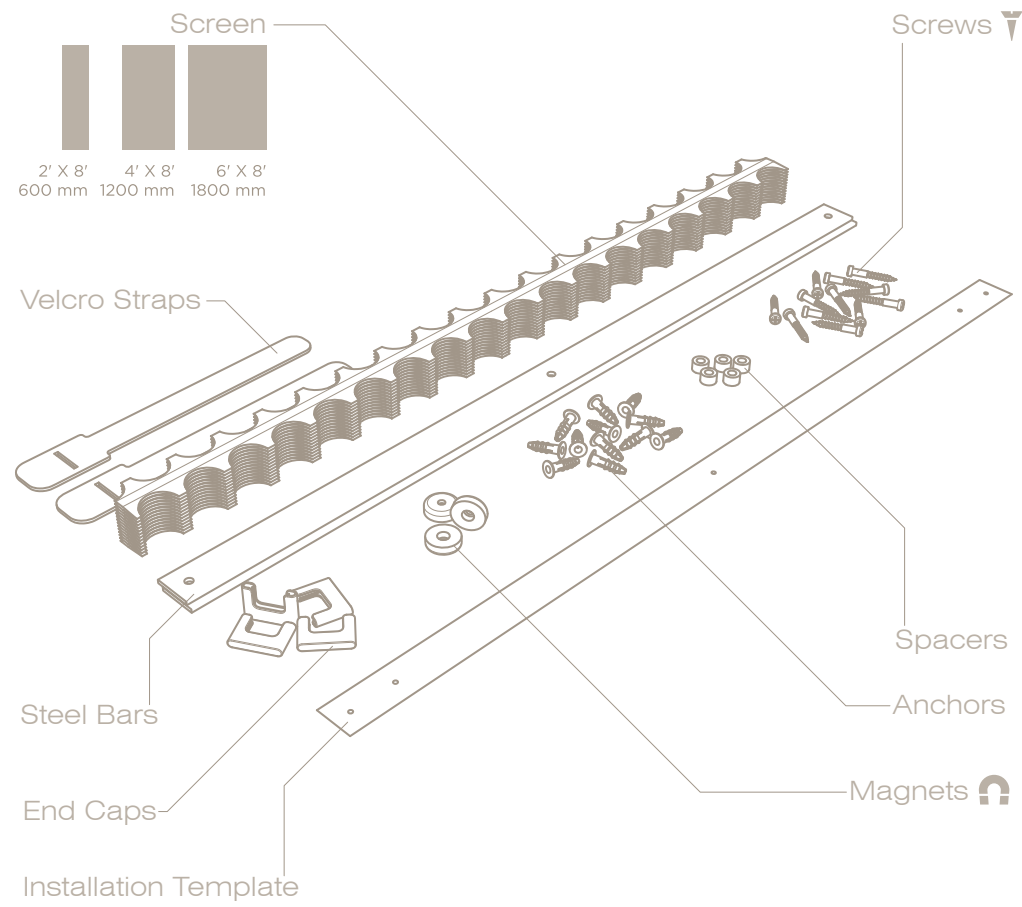 Screen
Screws
2' X 8'
600 mm
4' X 8'
1200 mm
6' X 8'
1800 mm
Velcro Straps
Spacers
Steel Bars
Anchors
Magnets
End Caps
Installation Template